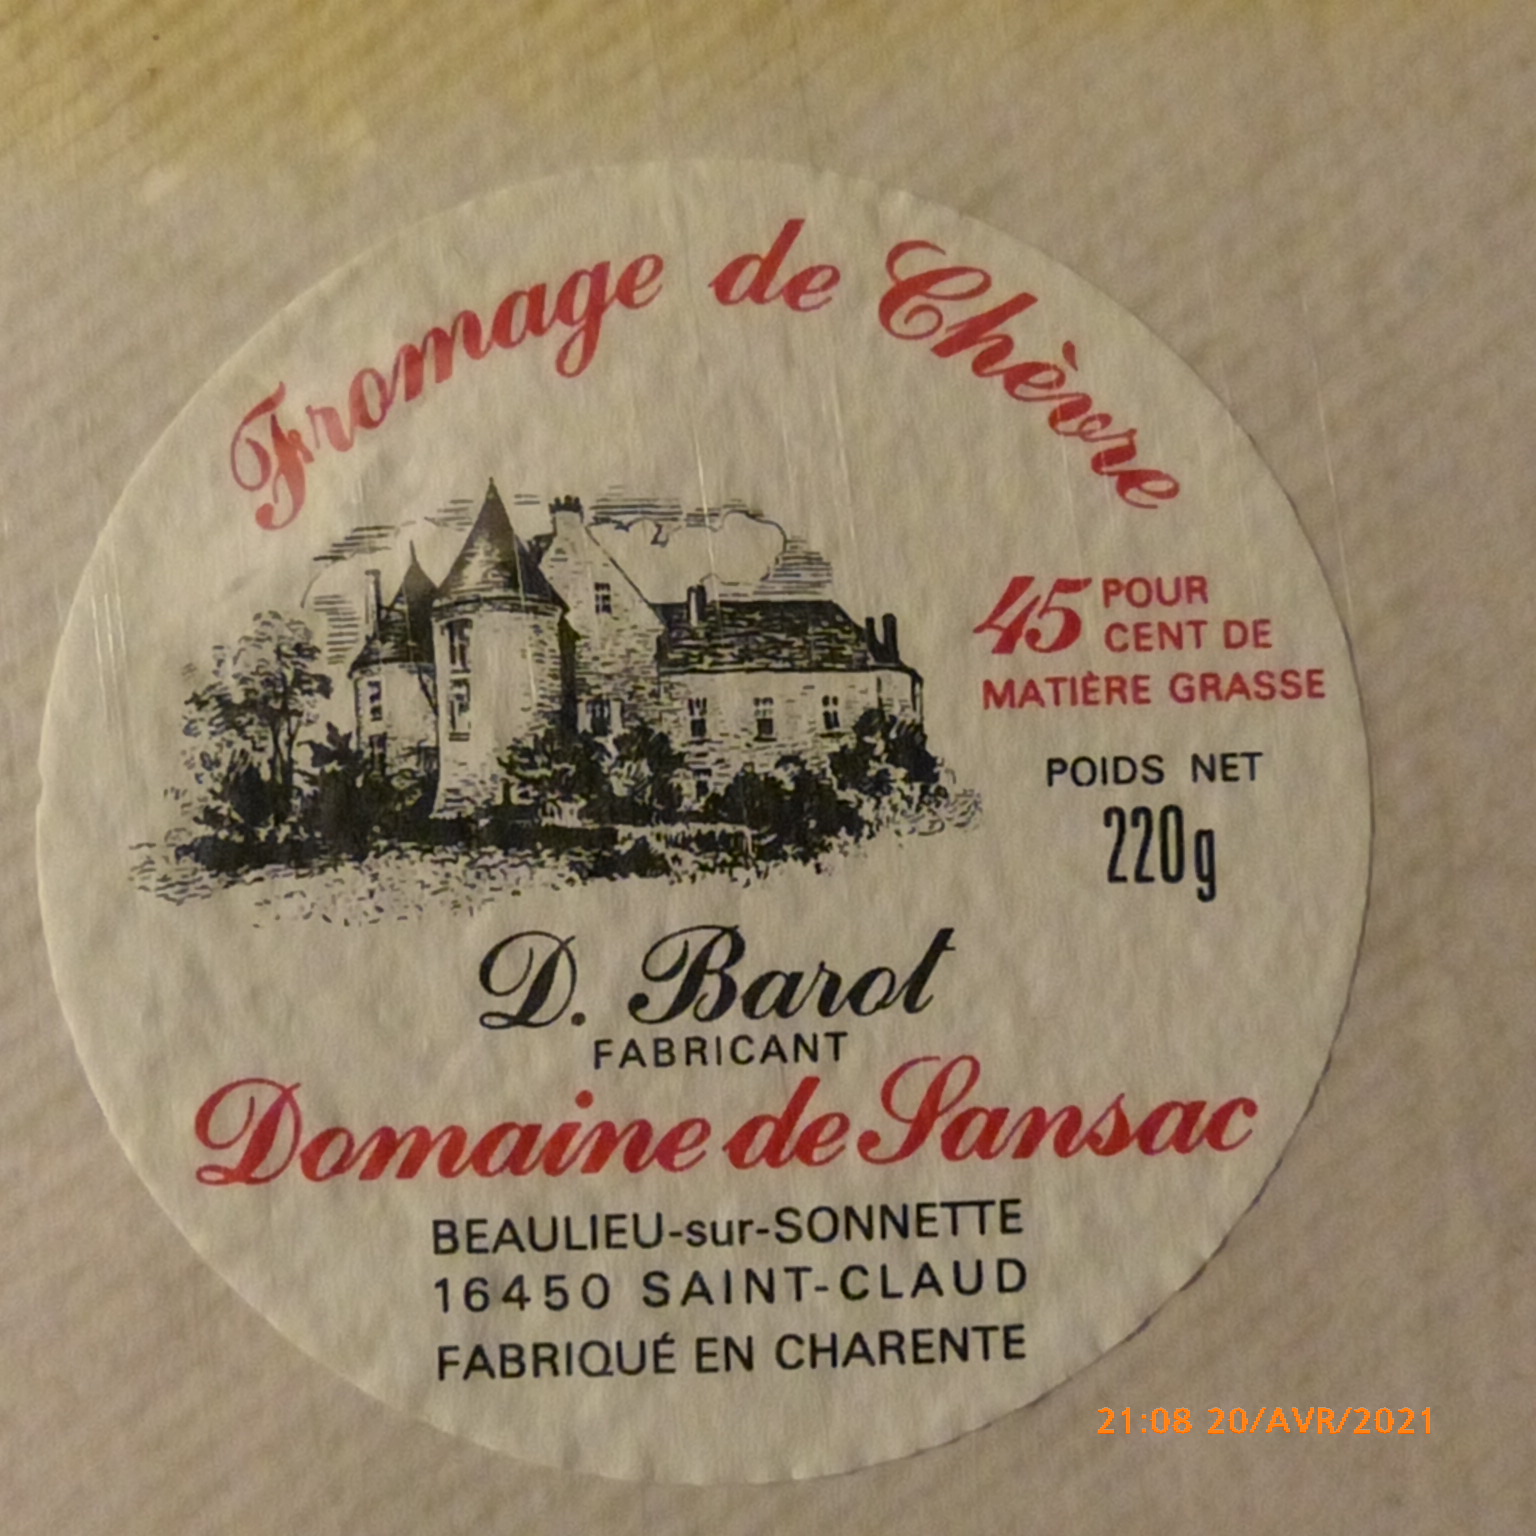 Fromage de Chèvre
45 POUR
CENT DE
MATIÈRE GRASSE
POIDS NET
220g
D. Barot
FABRICANT
Domaine de Sansac
BEAULIEU-sur-SONNETTE
16450 SAINT-CLAUD
FABRIQUÉ EN CHARENTE
21:08 20/AVR/2021